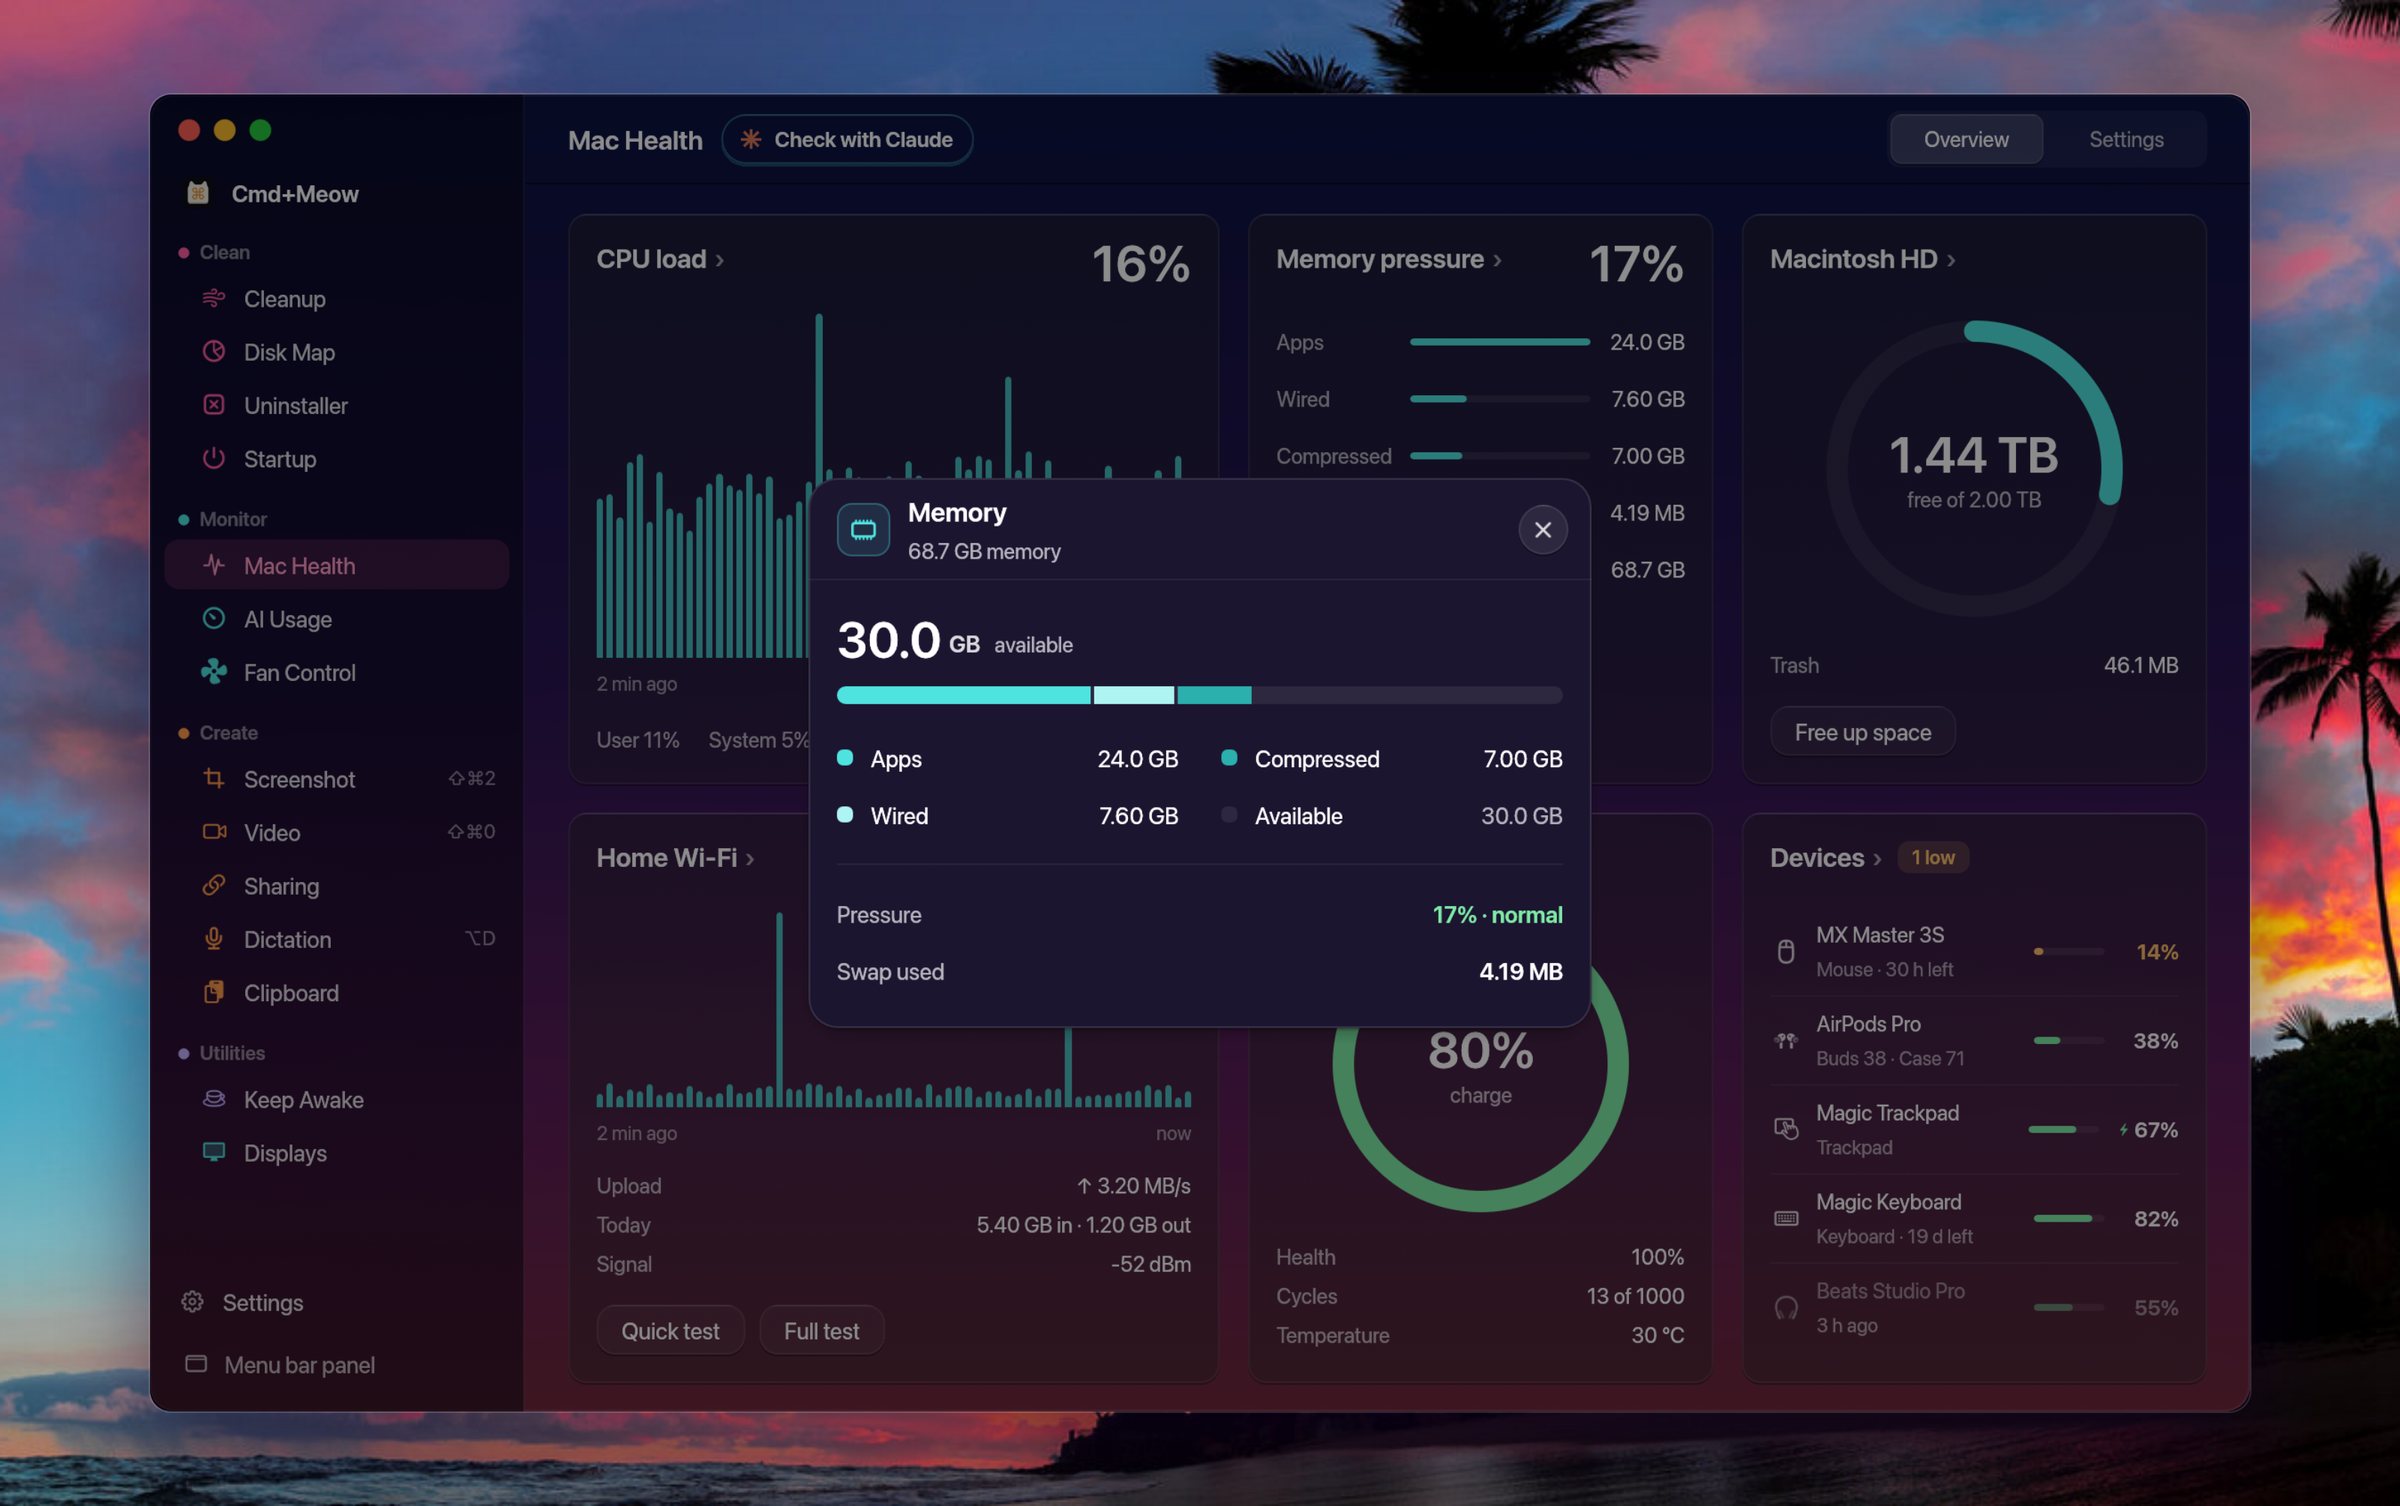 Cmd+Meow
Clean
Cleanup
Disk Map
Uninstaller
Startup
Monitor
Mac Health
AI Usage
Fan Control
Create
Screenshot ⇧⌘2
Video ⇧⌘0
Sharing
Dictation ⌥D
Clipboard
Utilities
Keep Awake
Displays
Settings
Menu bar panel
Mac Health
Check with Claude
Overview
Settings
CPU load › 16%
2 min ago
User 11% System 5%
Memory pressure › 17%
Apps 24.0 GB
Wired 7.60 GB
Compressed 7.00 GB
4.19 MB
68.7 GB
Macintosh HD ›
1.44 TB
free of 2.00 TB
Trash 46.1 MB
Free up space
Memory
68.7 GB memory
30.0 GB available
Apps 24.0 GB Compressed 7.00 GB
Wired 7.60 GB Available 30.0 GB
Pressure 17% · normal
Swap used 4.19 MB
Home Wi-Fi ›
2 min ago now
Upload ↑ 3.20 MB/s
Today 5.40 GB in · 1.20 GB out
Signal -52 dBm
Quick test Full test
80%
charge
Health 100%
Cycles 13 of 1000
Temperature 30 °C
Devices › 1 low
MX Master 3S
Mouse · 30 h left 14%
AirPods Pro
Buds 38 · Case 71 38%
Magic Trackpad
Trackpad 67%
Magic Keyboard
Keyboard · 19 d left 82%
Beats Studio Pro
3 h ago 55%